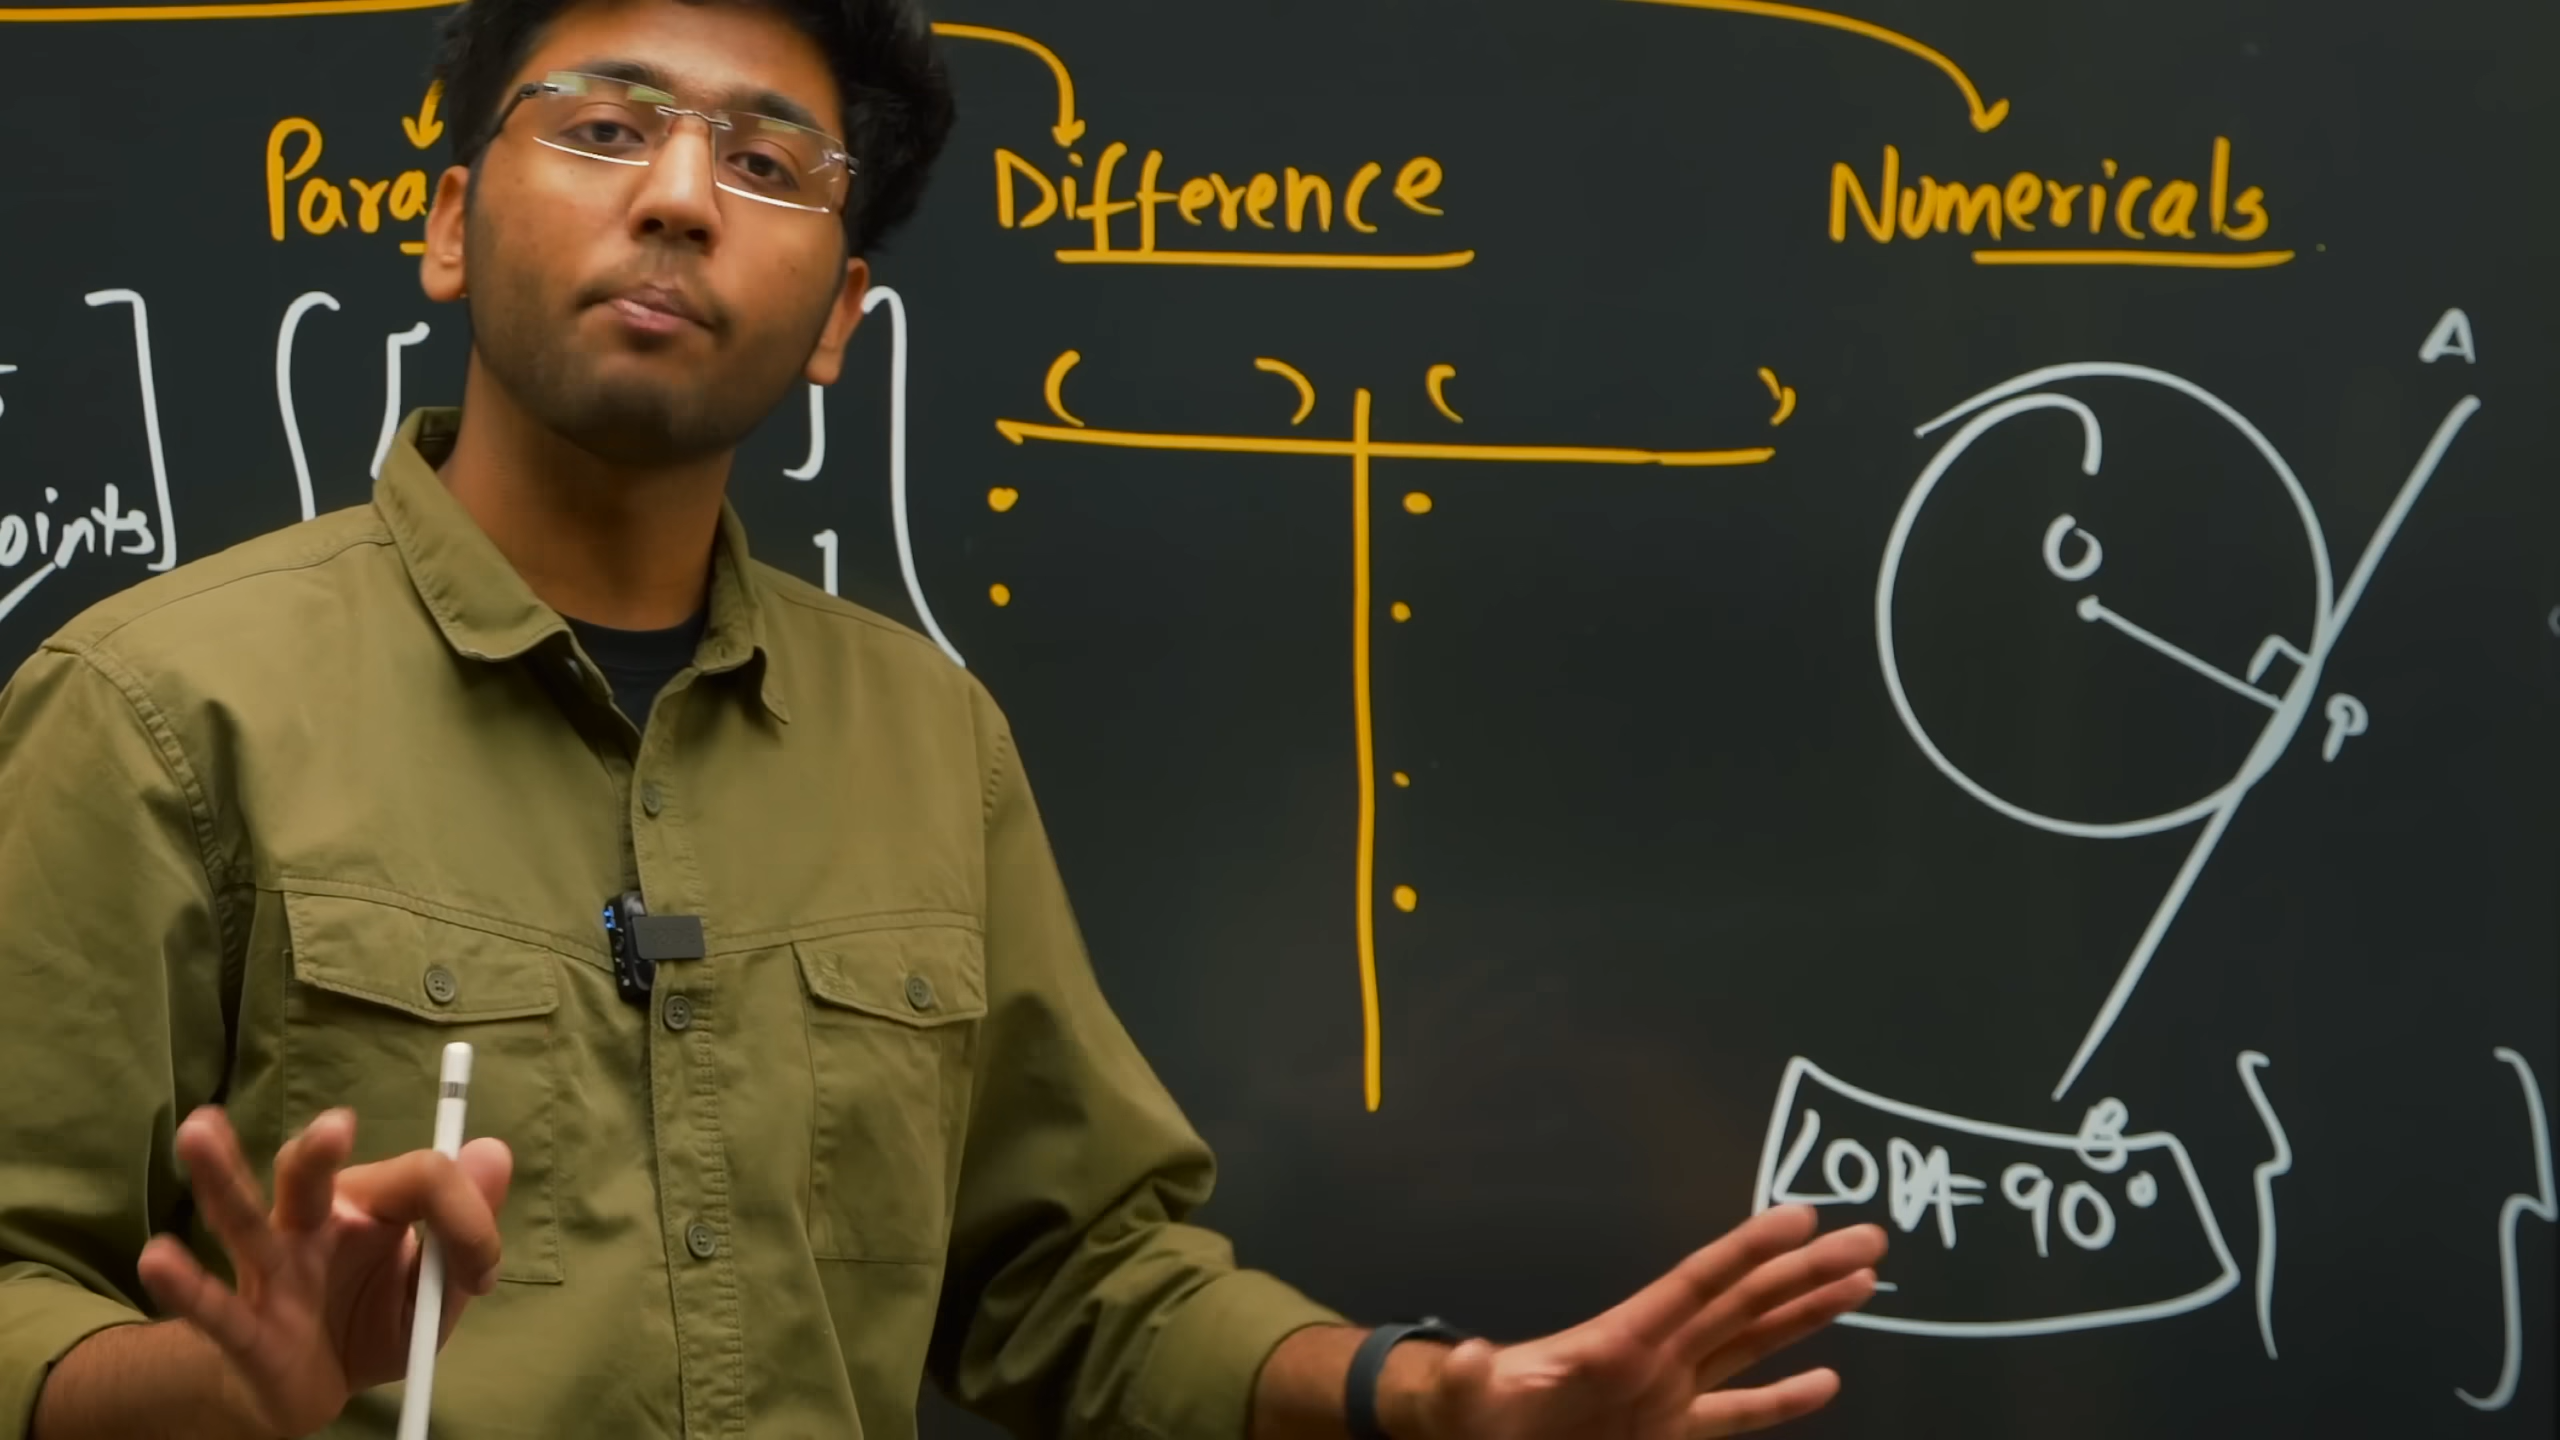 Difference
Numericals
A
O
P
B
∠OPA = 90°